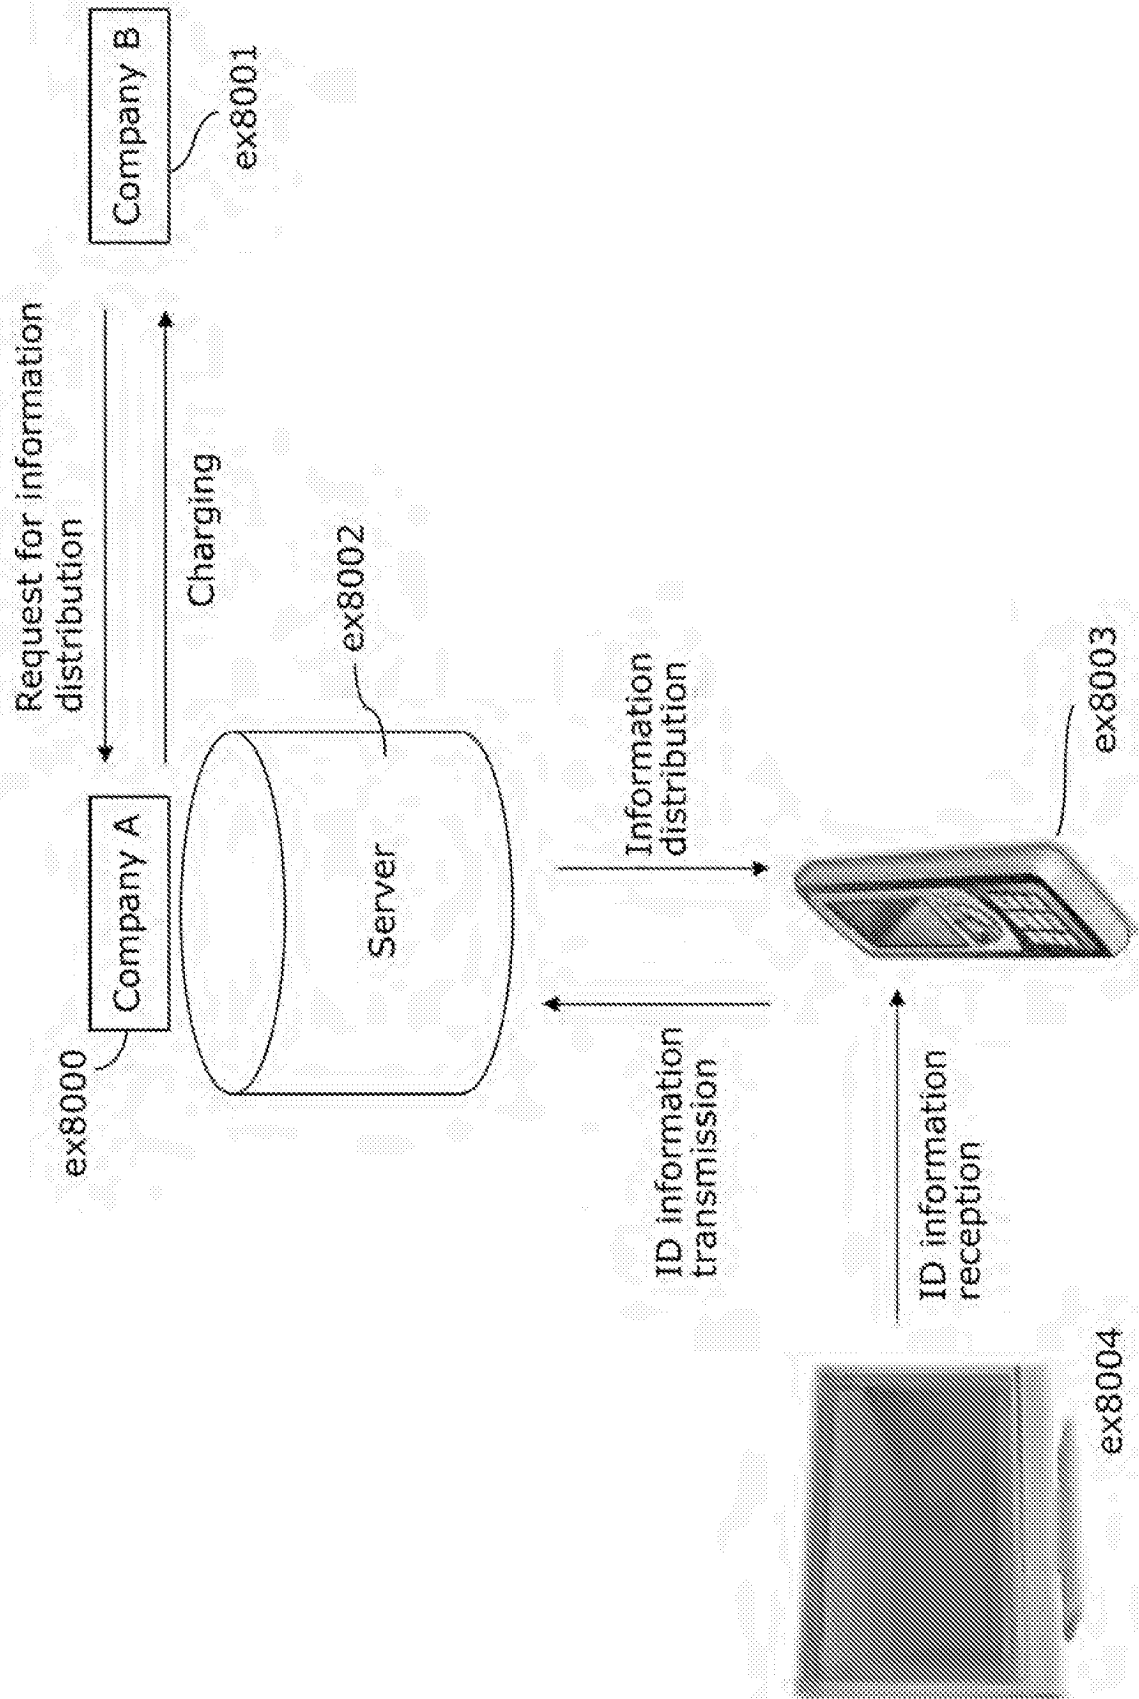 ex8000
Company A
Request for information
distribution
Charging
Company B
ex8001
Server
ex8002
ID information
transmission
Information
distribution
ID information
reception
ex8003
ex8004